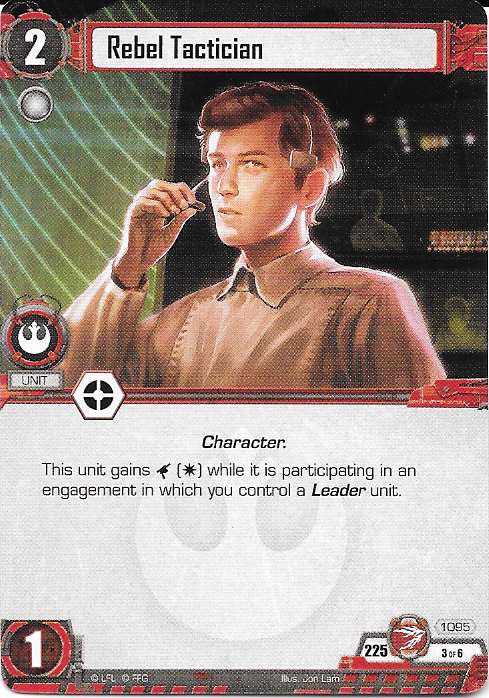 2
Rebel Tactician
UNIT
Character.
This unit gains (✷) while it is participating in an
engagement in which you control a Leader unit.
1095
225
3 OF 6
1
© LFL © FFG
Illus. Jon Lam